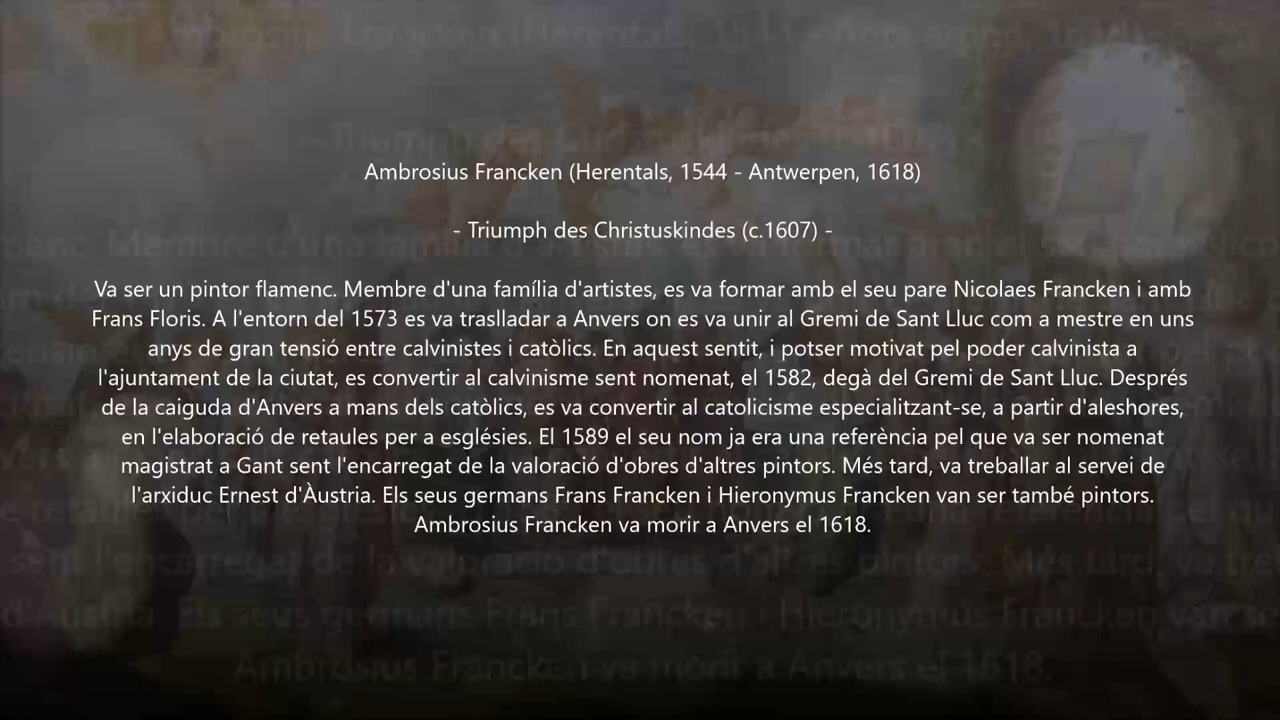 Ambrosius Francken (Herentals, 1544 - Antwerpen, 1618)
- Triumph des Christuskindes (c.1607) -
Va ser un pintor flamenc. Membre d'una família d'artistes, es va formar amb el seu pare Nicolaes Francken i amb
Frans Floris. A l'entorn del 1573 es va traslladar a Anvers on es va unir al Gremi de Sant Lluc com a mestre en uns
anys de gran tensió entre calvinistes i catòlics. En aquest sentit, i potser motivat pel poder calvinista a
l'ajuntament de la ciutat, es convertir al calvinisme sent nomenat, el 1582, degà del Gremi de Sant Lluc. Després
de la caiguda d'Anvers a mans dels catòlics, es va convertir al catolicisme especialitzant-se, a partir d'aleshores,
en l'elaboració de retaules per a esglésies. El 1589 el seu nom ja era una referència pel que va ser nomenat
magistrat a Gant sent l'encarregat de la valoració d'obres d'altres pintors. Més tard, va treballar al servei de
l'arxiduc Ernest d'Àustria. Els seus germans Frans Francken i Hieronymus Francken van ser també pintors.
Ambrosius Francken va morir a Anvers el 1618.